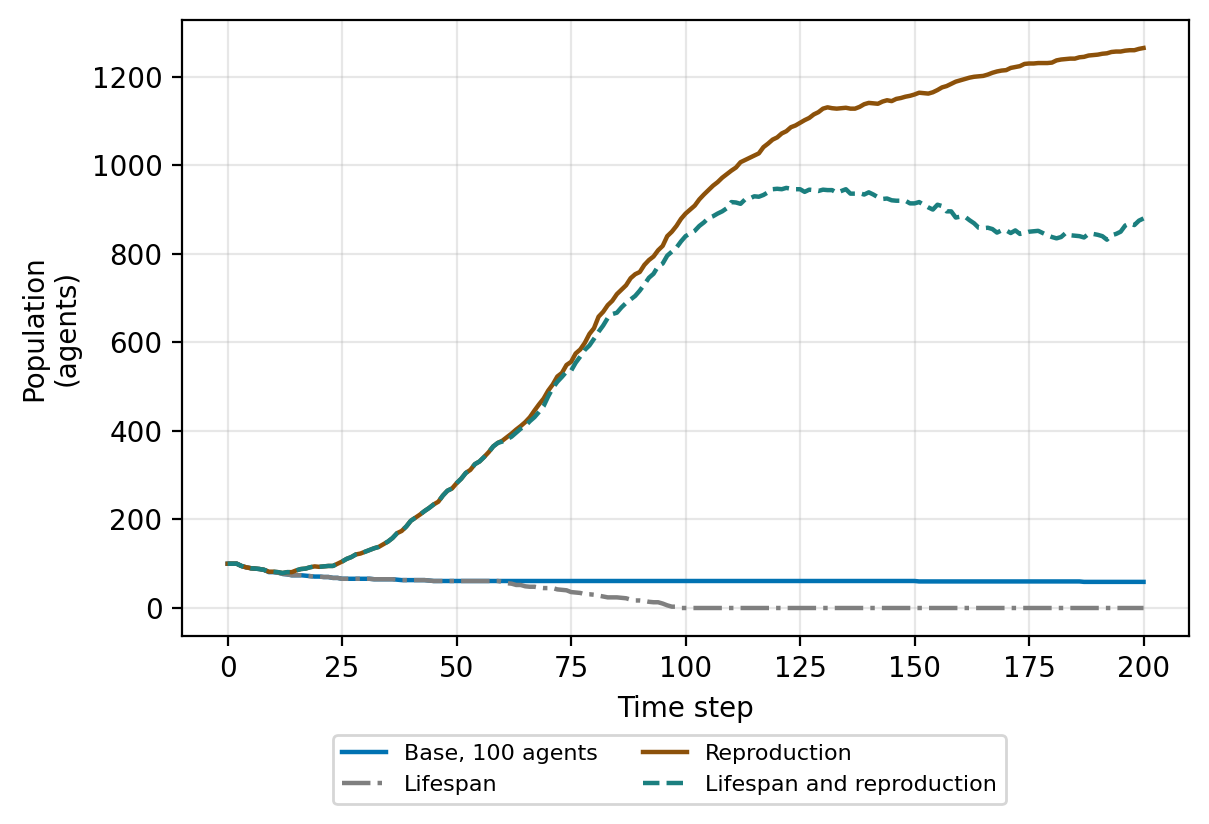 Population
(agents)
1200
1000
800
600
400
200
0
0 25 50 75 100 125 150 175 200
Time step
Base, 100 agents
Lifespan
Reproduction
Lifespan and reproduction